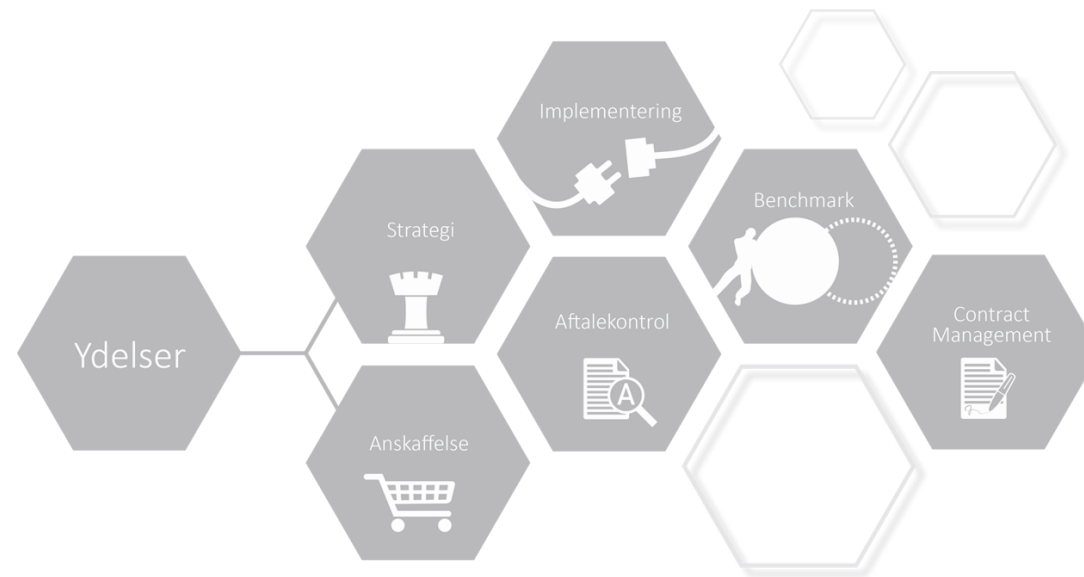 Ydelser
Strategi
Anskaffelse
Implementering
Aftalekontrol
A
Benchmark
Contract
Management